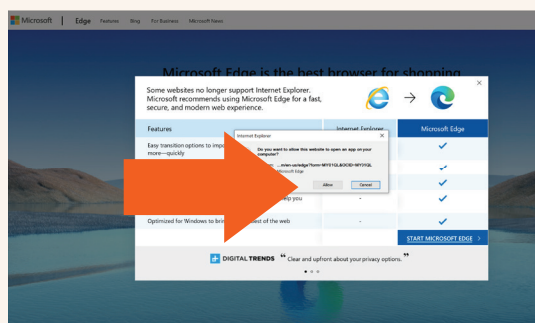 Microsoft Edge Features Bing For Business Microsoft News
Microsoft Edge is the best browser for shopping
Some websites no longer support Internet Explorer.
Microsoft recommends using Microsoft Edge for a fast,
secure, and modern web experience.
Features Internet Explorer Microsoft Edge
Easy transition options to
more—quickly
Internet Explorer
Do you want to allow this website to open an app on your
computer?
Microsoft Edge
Allow Cancel
help you
Optimized for Windows to bring best of the web -
START MICROSOFT EDGE >
DIGITAL TRENDS “ Clear and upfront about your privacy options. ”